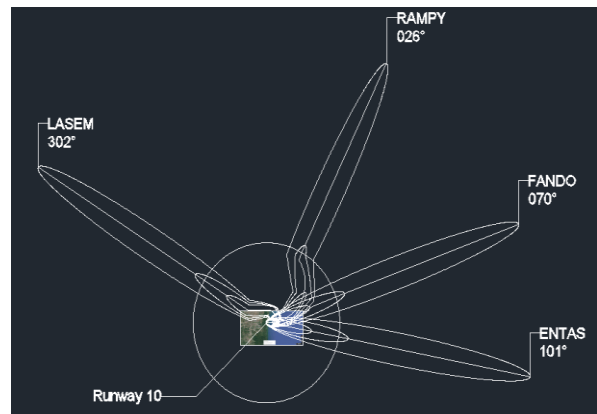 RAMPY
026°
LASEM
302°
FANDO
070°
ENTAS
101°
Runway 10